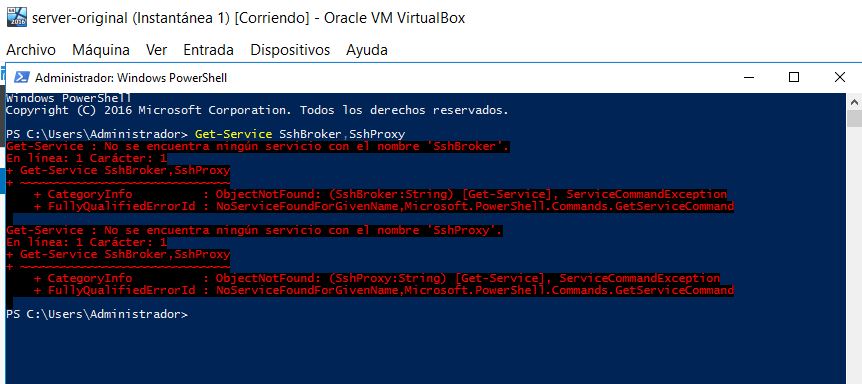 server-original (Instantánea 1) [Corriendo] - Oracle VM VirtualBox
Archivo Máquina Ver Entrada Dispositivos Ayuda
Administrador: Windows PowerShell
Windows PowerShell
Copyright (C) 2016 Microsoft Corporation. Todos los derechos reservados.
PS C:\Users\Administrador> Get-Service SshBroker,SshProxy
Get-Service : No se encuentra ningún servicio con el nombre 'SshBroker'.
En línea: 1 Carácter: 1
+ Get-Service SshBroker,SshProxy
+ ~~~~~~~~~~~~~~~~~~~~~~~~~~~~~~
    + CategoryInfo          : ObjectNotFound: (SshBroker:String) [Get-Service], ServiceCommandException
    + FullyQualifiedErrorId : NoServiceFoundForGivenName,Microsoft.PowerShell.Commands.GetServiceCommand
Get-Service : No se encuentra ningún servicio con el nombre 'SshProxy'.
En línea: 1 Carácter: 1
+ Get-Service SshBroker,SshProxy
+ ~~~~~~~~~~~~~~~~~~~~~~~~~~~~~~
    + CategoryInfo          : ObjectNotFound: (SshProxy:String) [Get-Service], ServiceCommandException
    + FullyQualifiedErrorId : NoServiceFoundForGivenName,Microsoft.PowerShell.Commands.GetServiceCommand
PS C:\Users\Administrador>